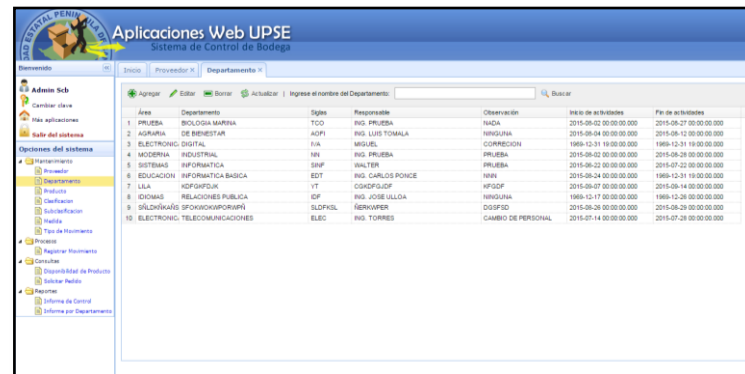 AD ESTATAL PENINSULA DE
Aplicaciones Web UPSE
Sistema de Control de Bodega
Bienvenido
Inicio Proveedor × Departamento ×
Admin Scb
Cambiar clave
Más aplicaciones
Salir del sistema
Opciones del sistema
Mantenimiento
Proveedor
Departamento
Producto
Clasificacion
Subclasificacion
Medida
Tipo de Movimiento
Procesos
Registrar Movimiento
Consultas
Disponibilidad de Producto
Solicitar Pedido
Reportes
Informe de Control
Informe por Departamento
Agregar Editar Borrar Actualizar | Ingrese el nombre del Departamento: Buscar
Área Departamento Siglas Responsable Observación Inicio de actividades Fin de actividades
1 PRUEBA BIOLOGIA MARINA TCO ING. PRUEBA NADA 2015-08-02 00:00:00.000 2015-08-27 00:00:00.000
2 AGRARIA DE BIENESTAR AOPI ING. LUIS TOMALA NINGUNA 2015-08-04 00:00:00.000 2015-08-12 00:00:00.000
3 ELECTRONIC DIGITAL IVA MIGUEL CORRECION 1969-12-31 19:00:00.000 1969-12-31 19:00:00.000
4 MODERNA INDUSTRIAL NN ING. PRUEBA PRUEBA 2015-08-02 00:00:00.000 2015-08-28 00:00:00.000
5 SISTEMAS INFORMATICA SINF WALTER PRUEBA 2015-06-22 00:00:00.000 2015-07-22 00:00:00.000
6 EDUCACION INFORMATICA BASICA EDT ING. CARLOS PONCE NNN 2015-08-24 00:00:00.000 1969-12-31 19:00:00.000
7 LILA KDFGKFDJK YT CGKDFGJDF KFGDF 2015-09-07 00:00:00.000 2015-09-14 00:00:00.000
8 IDIOMAS RELACIONES PUBLICA IDF ING. JOSE ULLOA NINGUNA 1969-12-17 00:00:00.000 1969-12-26 00:00:00.000
9 SÑLDKÑKAÑS SFOKWOKWPORWPÑ SLDFKSL ÑERKWPER DGSFSD 2015-08-26 00:00:00.000 2015-08-29 00:00:00.000
10 ELECTRONIC TELECOMUNICACIONES ELEC ING. TORRES CAMBIO DE PERSONAL 2015-07-14 00:00:00.000 2015-07-28 00:00:00.000